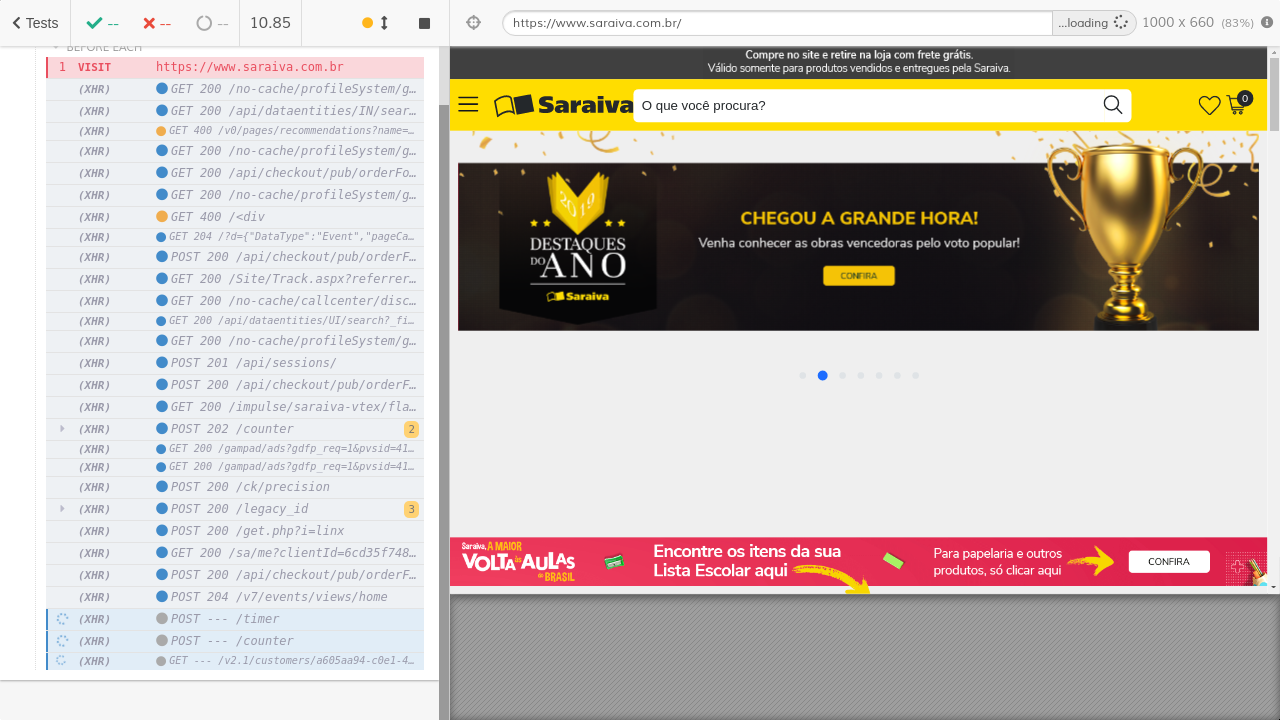 Tests
--
--
--
10.85
https://www.saraiva.com.br/
...loading
1000 x 660 (83%)
BEFORE EACH
1 VISIT https://www.saraiva.com.br
(XHR) GET 200 /no-cache/profileSystem/g...
(XHR) GET 200 /api/dataentities/IN/sear...
(XHR) GET 400 /v0/pages/recommendations?name=...
(XHR) GET 200 /no-cache/profileSystem/g...
(XHR) GET 200 /api/checkout/pub/orderFo...
(XHR) GET 200 /no-cache/profileSystem/g...
(XHR) GET 400 /<div
(XHR) GET 204 /?d={"DataType":"Event","pageCa...
(XHR) POST 200 /api/checkout/pub/orderF...
(XHR) GET 200 /Site/Track.aspx?referrer...
(XHR) GET 200 /no-cache/callcenter/disc...
(XHR) GET 200 /api/dataentities/UI/search?_fi...
(XHR) GET 200 /no-cache/profileSystem/g...
(XHR) POST 201 /api/sessions/
(XHR) POST 200 /api/checkout/pub/orderF...
(XHR) GET 200 /impulse/saraiva-vtex/fla...
(XHR) POST 202 /counter 2
(XHR) GET 200 /gampad/ads?gdfp_req=1&pvsid=41...
(XHR) GET 200 /gampad/ads?gdfp_req=1&pvsid=41...
(XHR) POST 200 /ck/precision
(XHR) POST 200 /legacy_id 3
(XHR) POST 200 /get.php?i=linx
(XHR) GET 200 /sa/me?clientId=6cd35f748...
(XHR) POST 200 /api/checkout/pub/orderF...
(XHR) POST 204 /v7/events/views/home
(XHR) POST --- /timer
(XHR) POST --- /counter
(XHR) GET --- /v2.1/customers/a605aa94-c0e1-4...
Compre no site e retire na loja com frete grátis.
Válido somente para produtos vendidos e entregues pela Saraiva.
Saraiva
O que você procura?
0
2019
DESTAQUES
DO ANO
Saraiva
CHEGOU A GRANDE HORA!
Venha conhecer as obras vencedoras pelo voto popular!
CONFIRA
Saraiva, A MAIOR
VOLTA ÀS AULAS
DO BRASIL
Encontre os itens da sua
Lista Escolar aqui
Para papelaria e outros
produtos, só clicar aqui
CONFIRA